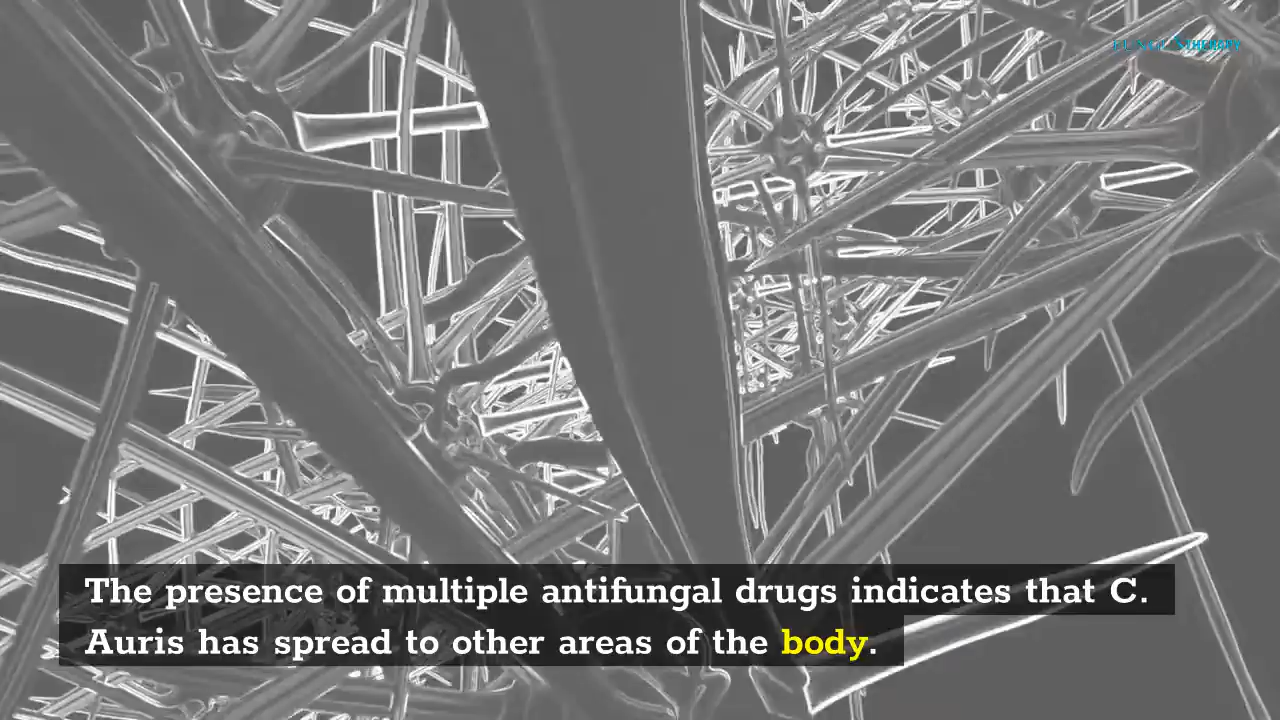 The presence of multiple antifungal drugs indicates that C.
Auris has spread to other areas of the body.